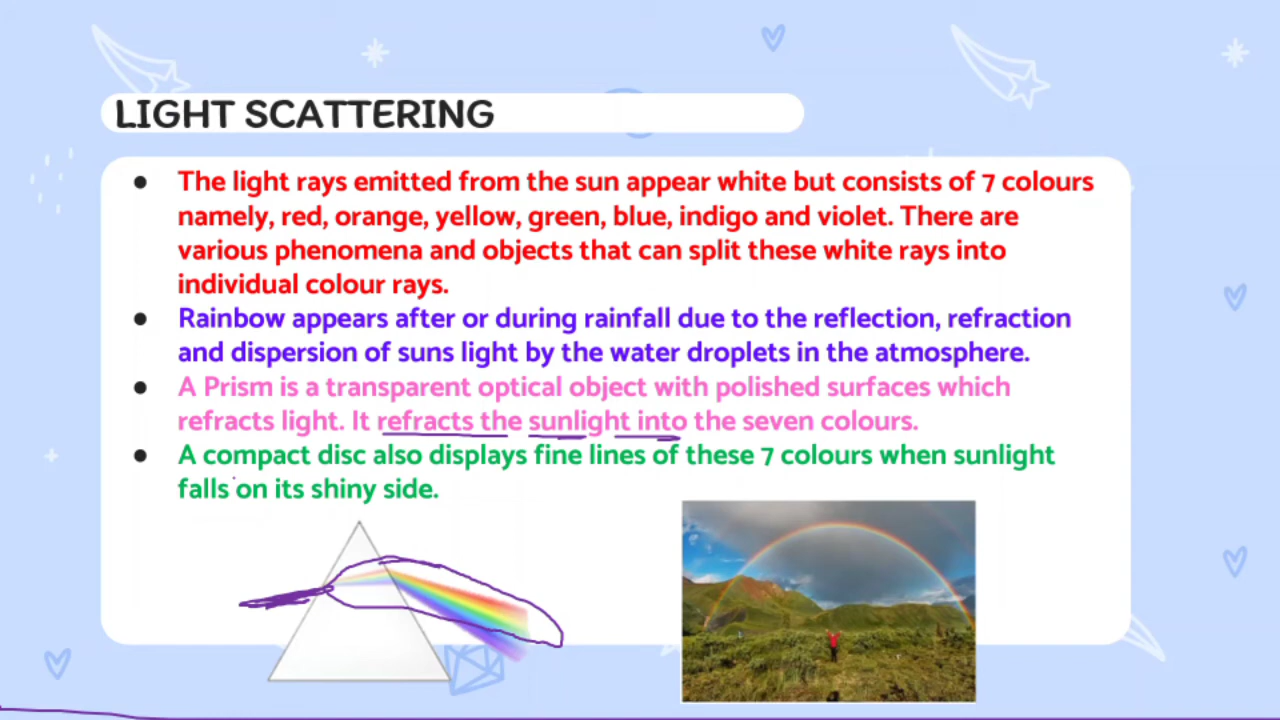 LIGHT SCATTERING
The light rays emitted from the sun appear white but consists of 7 colours
namely, red, orange, yellow, green, blue, indigo and violet. There are
various phenomena and objects that can split these white rays into
individual colour rays.
Rainbow appears after or during rainfall due to the reflection, refraction
and dispersion of suns light by the water droplets in the atmosphere.
A Prism is a transparent optical object with polished surfaces which
refracts light. It refracts the sunlight into the seven colours.
A compact disc also displays fine lines of these 7 colours when sunlight
falls on its shiny side.